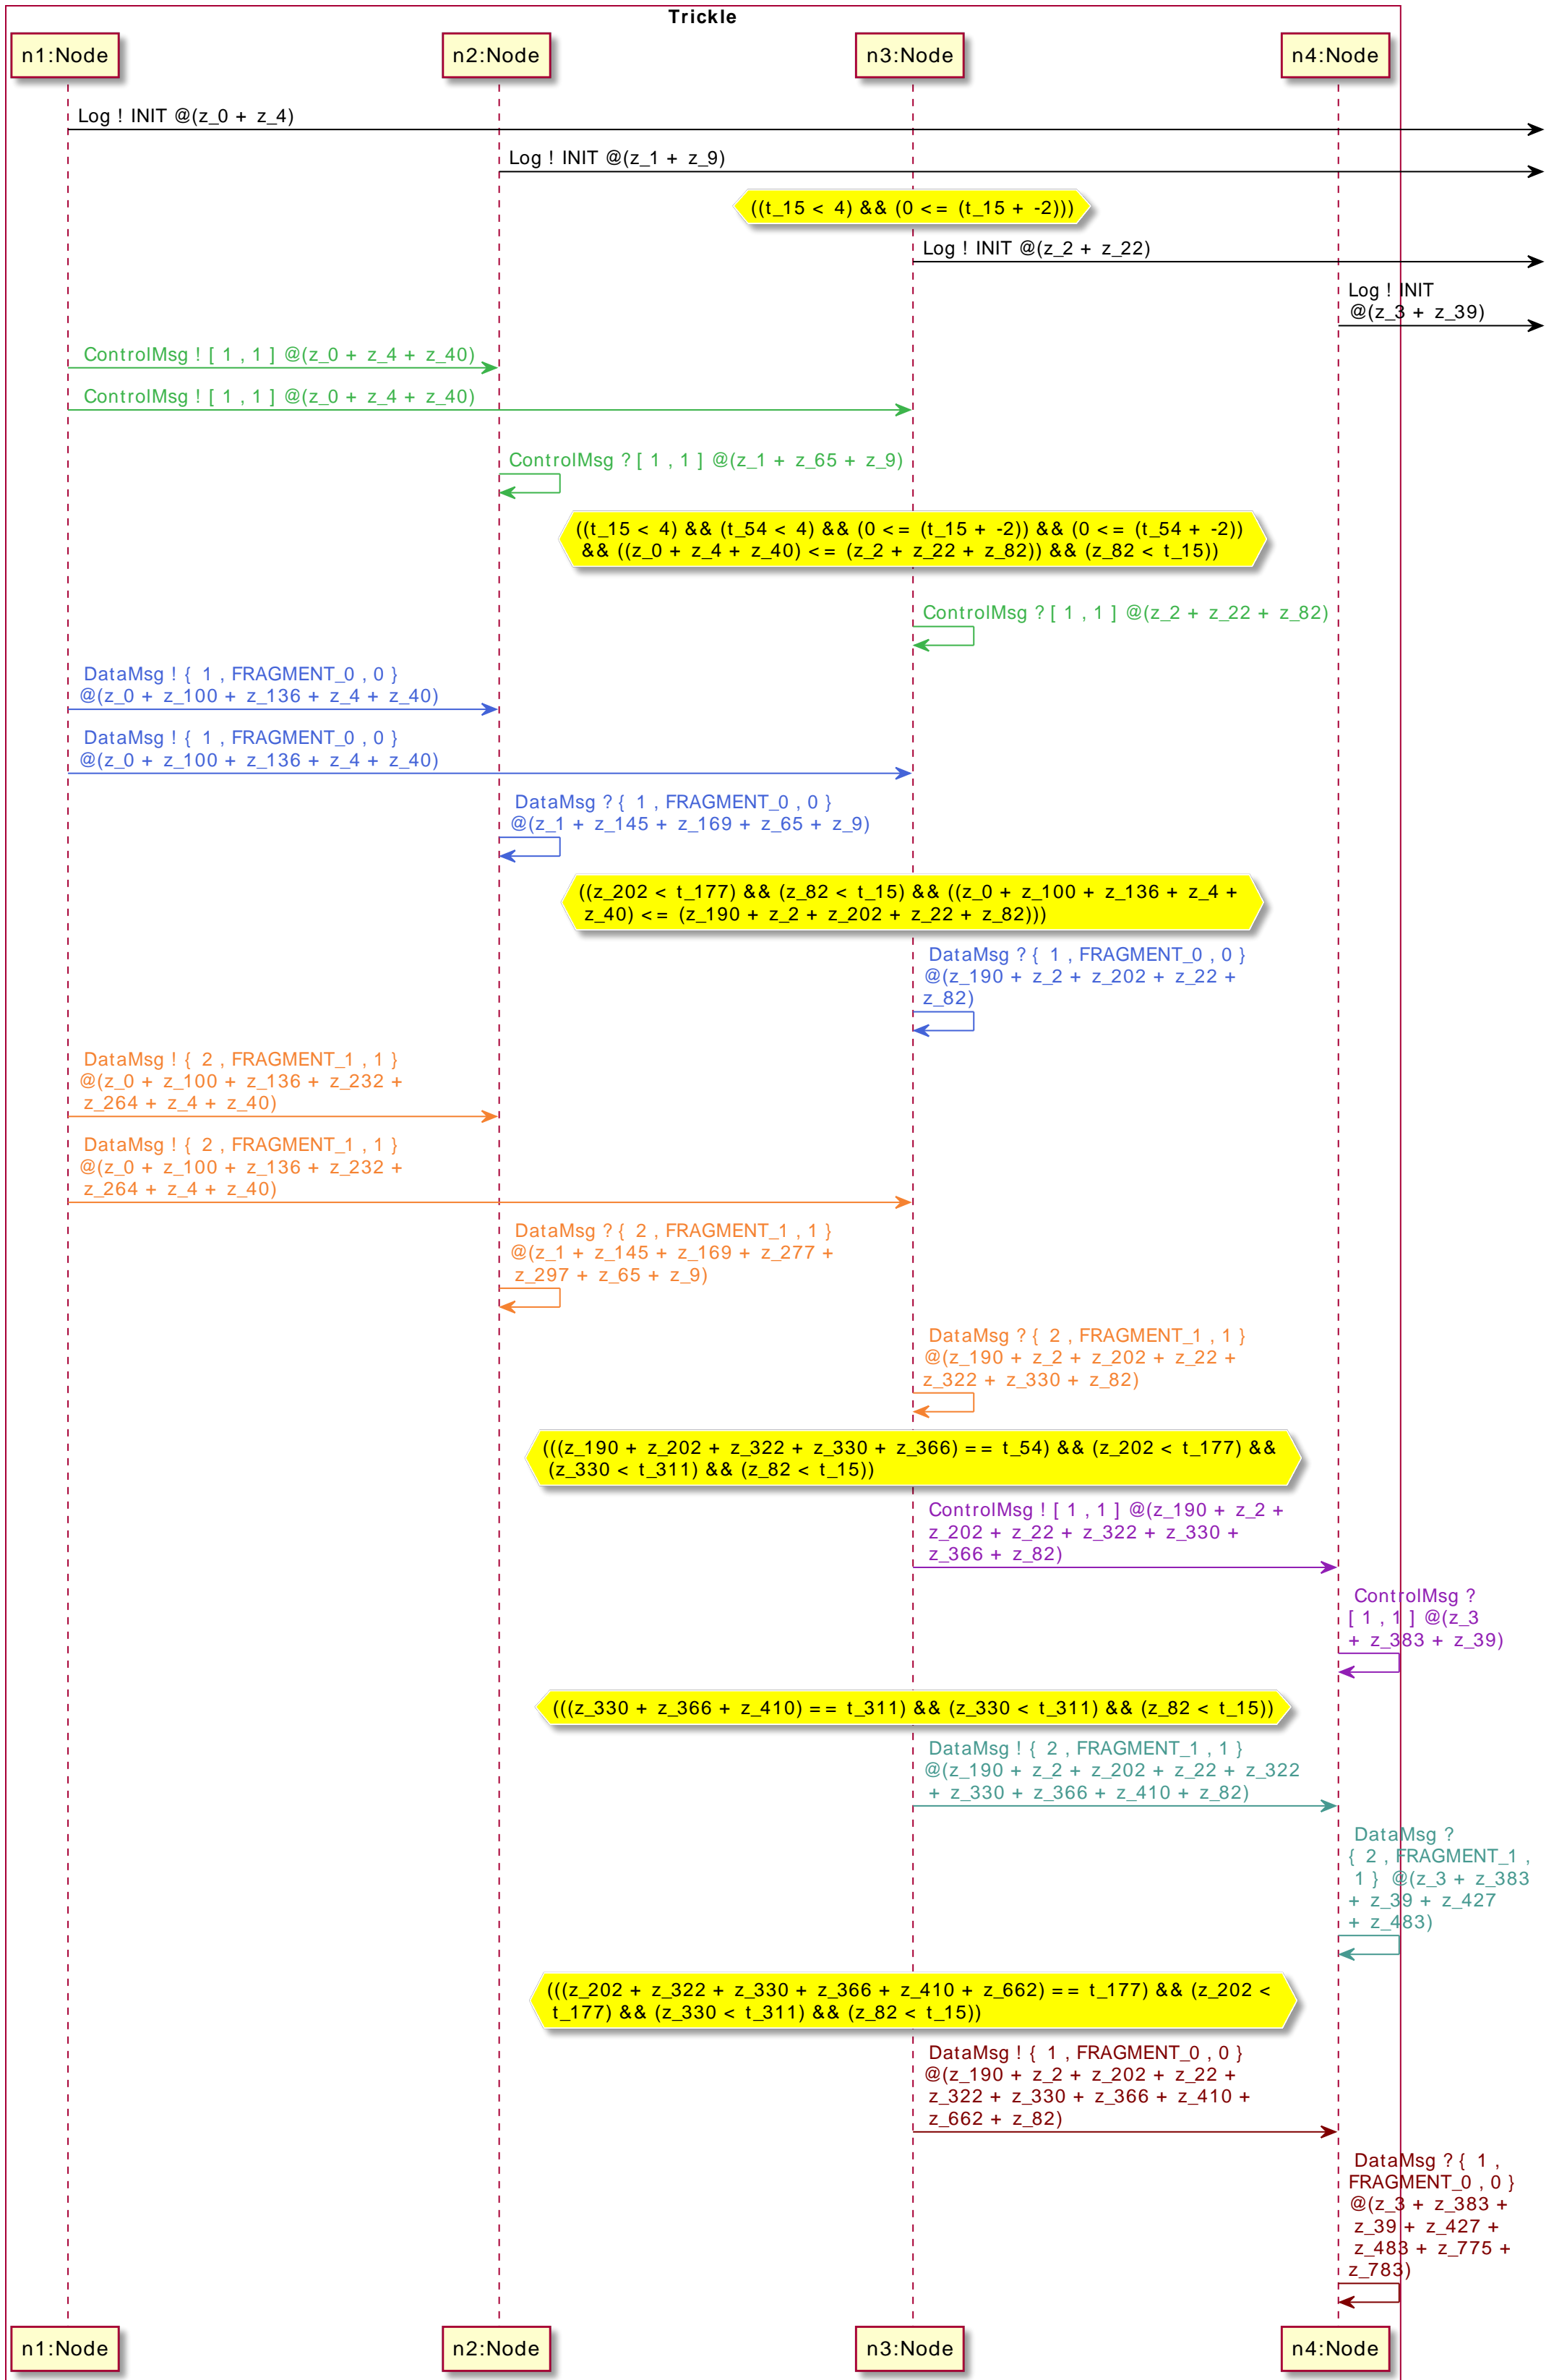 Trickle
n1:Node
n2:Node
n3:Node
n4:Node
Log ! INIT @(z_0 + z_4)
Log ! INIT @(z_1 + z_9)
((t_15 < 4) && (0 <= (t_15 + -2)))
Log ! INIT @(z_2 + z_22)
Log ! INIT
@(z_3 + z_39)
ControlMsg ! [ 1 , 1 ] @(z_0 + z_4 + z_40)
ControlMsg ! [ 1 , 1 ] @(z_0 + z_4 + z_40)
ControlMsg ? [ 1 , 1 ] @(z_1 + z_65 + z_9)
((t_15 < 4) && (t_54 < 4) && (0 <= (t_15 + -2)) && (0 <= (t_54 + -2))
&& ((z_0 + z_4 + z_40) <= (z_2 + z_22 + z_82)) && (z_82 < t_15))
ControlMsg ? [ 1 , 1 ] @(z_2 + z_22 + z_82)
DataMsg ! { 1 , FRAGMENT_0 , 0 }
@(z_0 + z_100 + z_136 + z_4 + z_40)
DataMsg ! { 1 , FRAGMENT_0 , 0 }
@(z_0 + z_100 + z_136 + z_4 + z_40)
DataMsg ? { 1 , FRAGMENT_0 , 0 }
@(z_1 + z_145 + z_169 + z_65 + z_9)
((z_202 < t_177) && (z_82 < t_15) && ((z_0 + z_100 + z_136 + z_4 +
z_40) <= (z_190 + z_2 + z_202 + z_22 + z_82)))
DataMsg ? { 1 , FRAGMENT_0 , 0 }
@(z_190 + z_2 + z_202 + z_22 +
z_82)
DataMsg ! { 2 , FRAGMENT_1 , 1 }
@(z_0 + z_100 + z_136 + z_232 +
z_264 + z_4 + z_40)
DataMsg ! { 2 , FRAGMENT_1 , 1 }
@(z_0 + z_100 + z_136 + z_232 +
z_264 + z_4 + z_40)
DataMsg ? { 2 , FRAGMENT_1 , 1 }
@(z_1 + z_145 + z_169 + z_277 +
z_297 + z_65 + z_9)
DataMsg ? { 2 , FRAGMENT_1 , 1 }
@(z_190 + z_2 + z_202 + z_22 +
z_322 + z_330 + z_82)
(((z_190 + z_202 + z_322 + z_330 + z_366) == t_54) && (z_202 < t_177) &&
(z_330 < t_311) && (z_82 < t_15))
ControlMsg ! [ 1 , 1 ] @(z_190 + z_2 +
z_202 + z_22 + z_322 + z_330 +
z_366 + z_82)
ControlMsg ?
[ 1 , 1 ] @(z_3
+ z_383 + z_39)
(((z_330 + z_366 + z_410) == t_311) && (z_330 < t_311) && (z_82 < t_15))
DataMsg ! { 2 , FRAGMENT_1 , 1 }
@(z_190 + z_2 + z_202 + z_22 + z_322
+ z_330 + z_366 + z_410 + z_82)
DataMsg ?
{ 2 , FRAGMENT_1 ,
1 } @(z_3 + z_383
+ z_39 + z_427
+ z_483)
(((z_202 + z_322 + z_330 + z_366 + z_410 + z_662) == t_177) && (z_202 <
t_177) && (z_330 < t_311) && (z_82 < t_15))
DataMsg ! { 1 , FRAGMENT_0 , 0 }
@(z_190 + z_2 + z_202 + z_22 +
z_322 + z_330 + z_366 + z_410 +
z_662 + z_82)
DataMsg ? { 1 ,
FRAGMENT_0 , 0 }
@(z_3 + z_383 +
z_39 + z_427 +
z_483 + z_775 +
z_783)
n1:Node
n2:Node
n3:Node
n4:Node